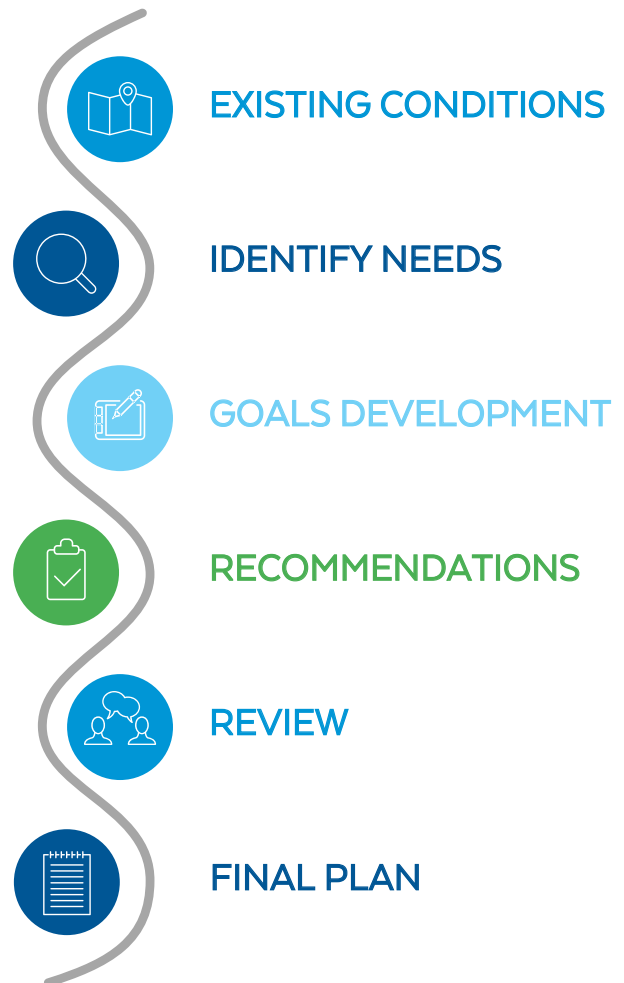 EXISTING CONDITIONS
IDENTIFY NEEDS
GOALS DEVELOPMENT
RECOMMENDATIONS
REVIEW
FINAL PLAN